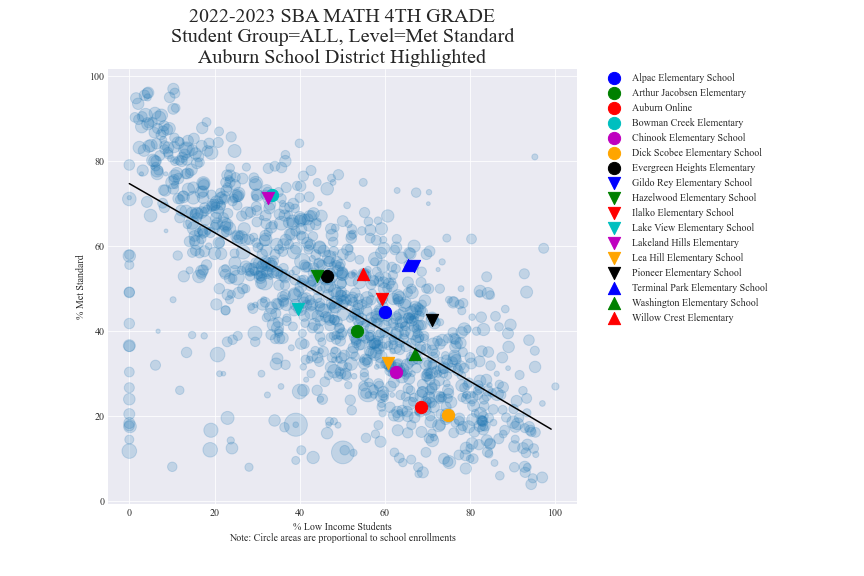 2022-2023 SBA MATH 4TH GRADE
Student Group=ALL, Level=Met Standard
Auburn School District Highlighted
100
80
60
40
20
0
% Met Standard
0 20 40 60 80 100
% Low Income Students
Note: Circle areas are proportional to school enrollments
Alpac Elementary School
Arthur Jacobsen Elementary
Auburn Online
Bowman Creek Elementary
Chinook Elementary School
Dick Scobee Elementary School
Evergreen Heights Elementary
Gildo Rey Elementary School
Hazelwood Elementary School
Ilalko Elementary School
Lake View Elementary School
Lakeland Hills Elementary
Lea Hill Elementary School
Pioneer Elementary School
Terminal Park Elementary School
Washington Elementary School
Willow Crest Elementary